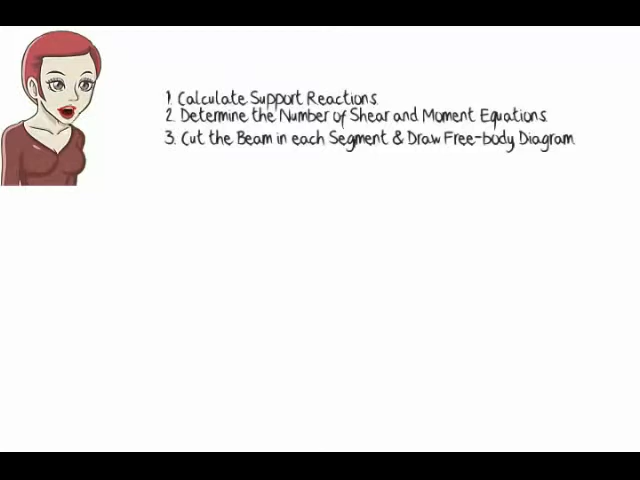 1. Calculate Support Reactions.
2. Determine the Number of Shear and Moment Equations.
3. Cut the Beam in each Segment & Draw Free-body Diagram.